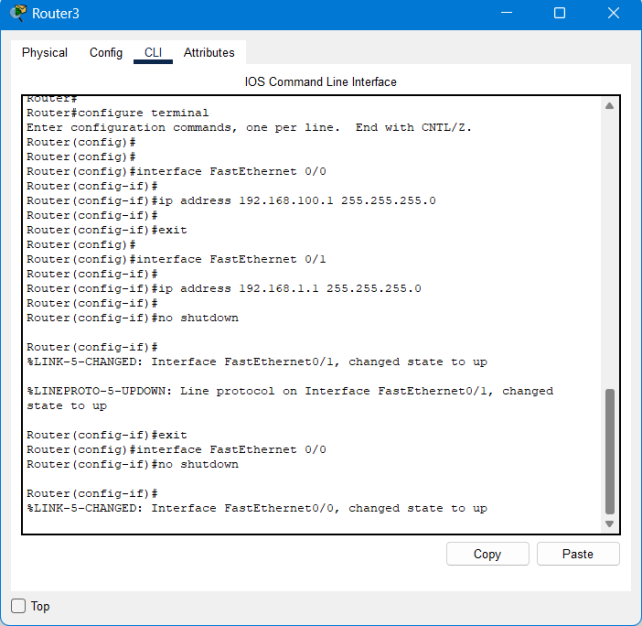 Router3
Physical Config CLI Attributes
IOS Command Line Interface
Router#
Router#configure terminal
Enter configuration commands, one per line.  End with CNTL/Z.
Router(config)#
Router(config)#
Router(config)#interface FastEthernet 0/0
Router(config-if)#
Router(config-if)#ip address 192.168.100.1 255.255.255.0
Router(config-if)#
Router(config-if)#exit
Router(config)#
Router(config)#interface FastEthernet 0/1
Router(config-if)#
Router(config-if)#ip address 192.168.1.1 255.255.255.0
Router(config-if)#
Router(config-if)#no shutdown
Router(config-if)#
%LINK-5-CHANGED: Interface FastEthernet0/1, changed state to up
%LINEPROTO-5-UPDOWN: Line protocol on Interface FastEthernet0/1, changed
state to up
Router(config-if)#exit
Router(config)#interface FastEthernet 0/0
Router(config-if)#no shutdown
Router(config-if)#
%LINK-5-CHANGED: Interface FastEthernet0/0, changed state to up
Copy Paste
Top